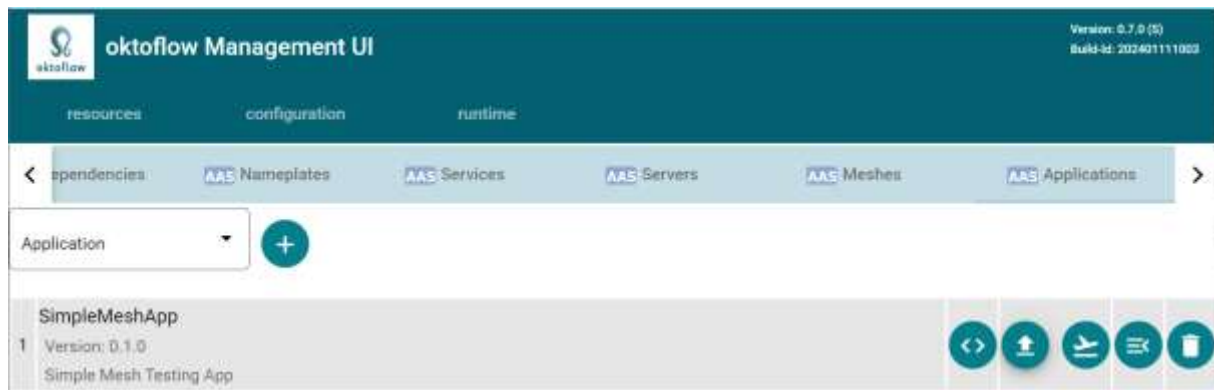 oktoflow
oktoflow Management UI
Version: 0.7.0 (S)
Build-Id: 202401111003
resources configuration runtime
ependencies AAS Nameplates AAS Services AAS Servers AAS Meshes AAS Applications
Application
SimpleMeshApp
1 Version: 0.1.0
Simple Mesh Testing App